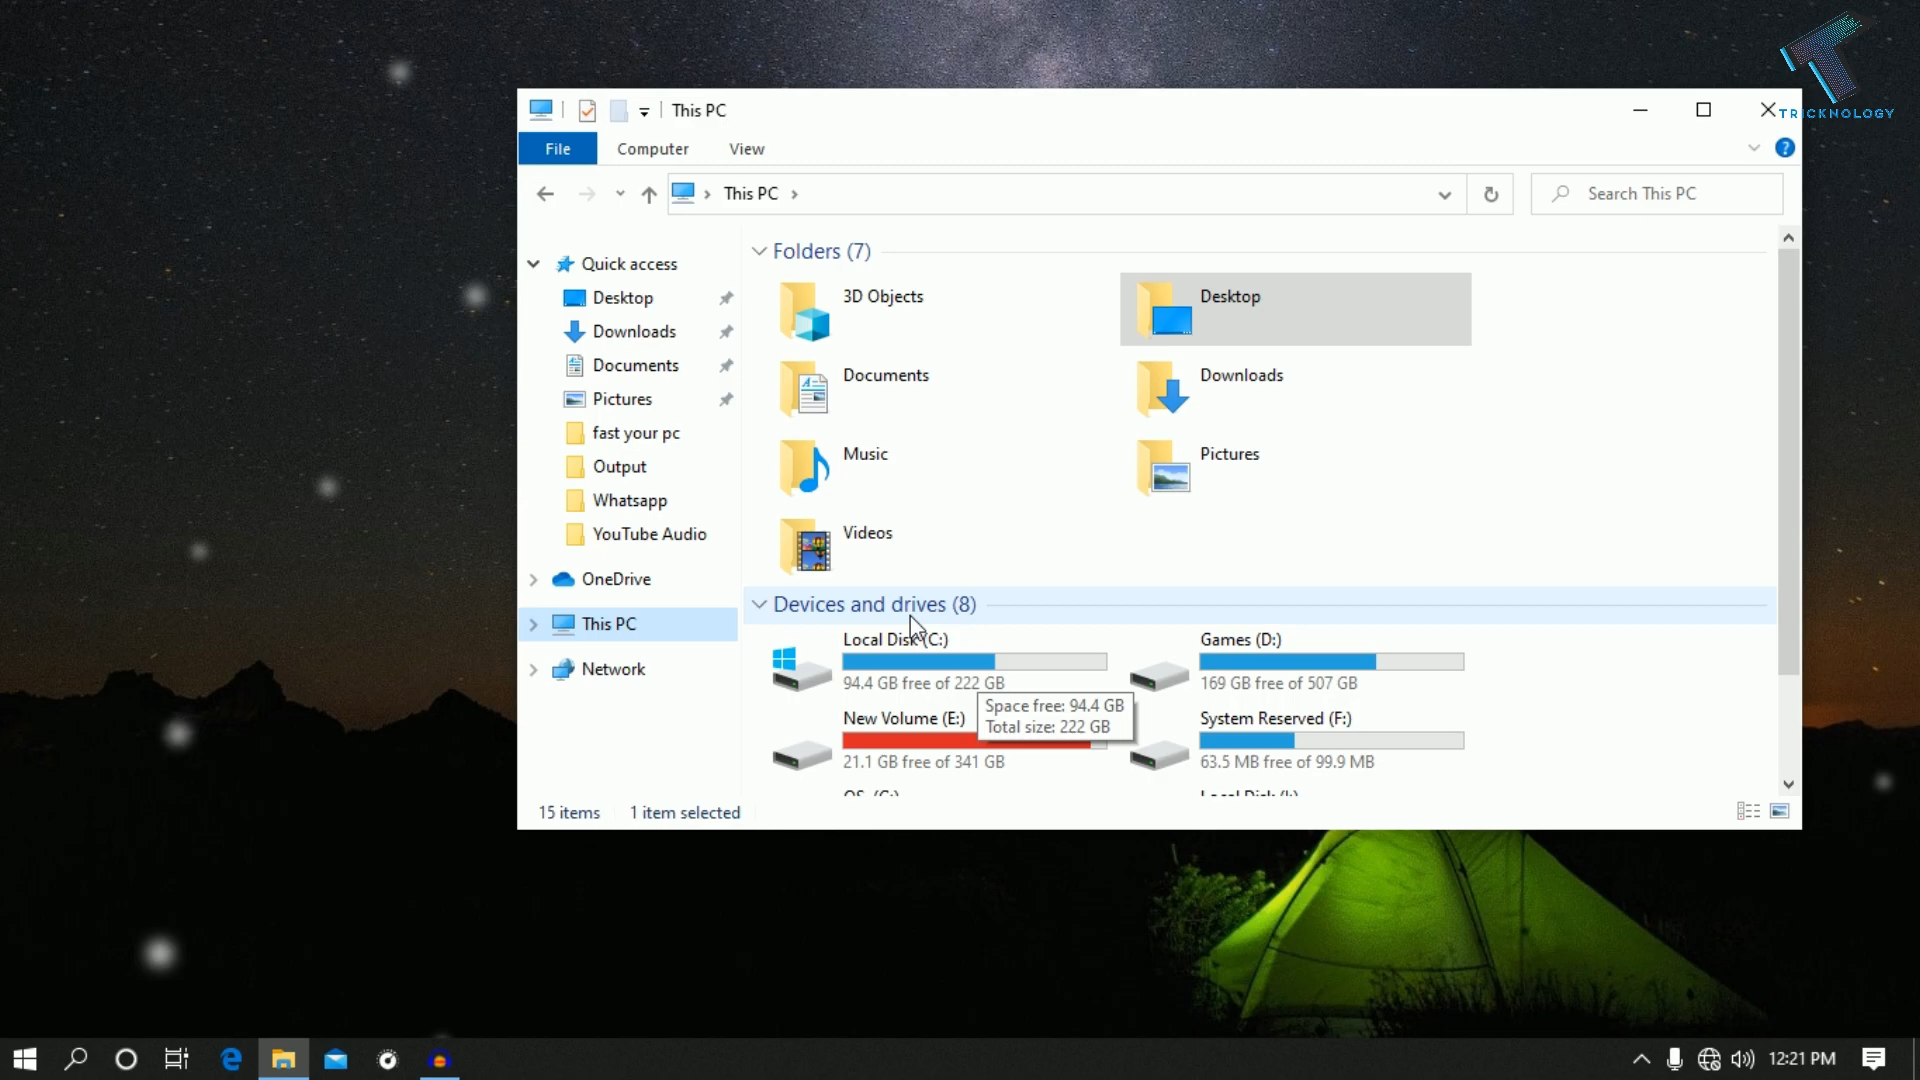 TRICKNOLOGY
This PC
File
Computer
View
This PC
Search This PC
Quick access
Desktop
Downloads
Documents
Pictures
fast your pc
Output
Whatsapp
YouTube Audio
OneDrive
This PC
Network
Folders (7)
3D Objects
Desktop
Documents
Downloads
Music
Pictures
Videos
Devices and drives (8)
Local Disk (C:)
94.4 GB free of 222 GB
Games (D:)
169 GB free of 507 GB
Space free: 94.4 GB
Total size: 222 GB
New Volume (E:)
21.1 GB free of 341 GB
System Reserved (F:)
63.5 MB free of 99.9 MB
15 items
1 item selected
12:21 PM